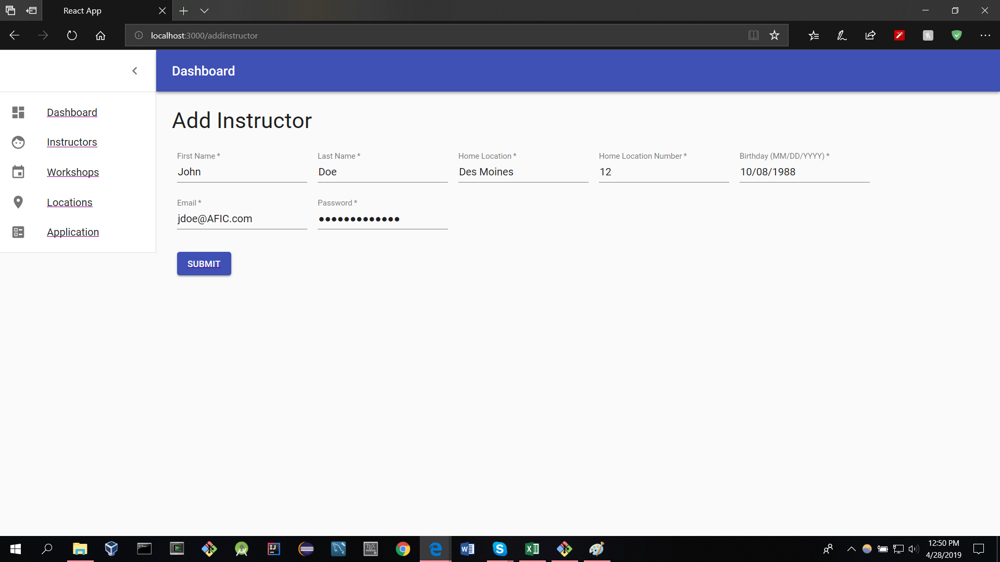 React App
localhost:3000/addinstructor
Dashboard
Dashboard
Instructors
Workshops
Locations
Application
Add Instructor
First Name * Last Name * Home Location * Home Location Number * Birthday (MM/DD/YYYY) *
John Doe Des Moines 12 10/08/1988
Email * Password *
jdoe@AFIC.com •••••••••••••
SUBMIT
12:50 PM
4/28/2019